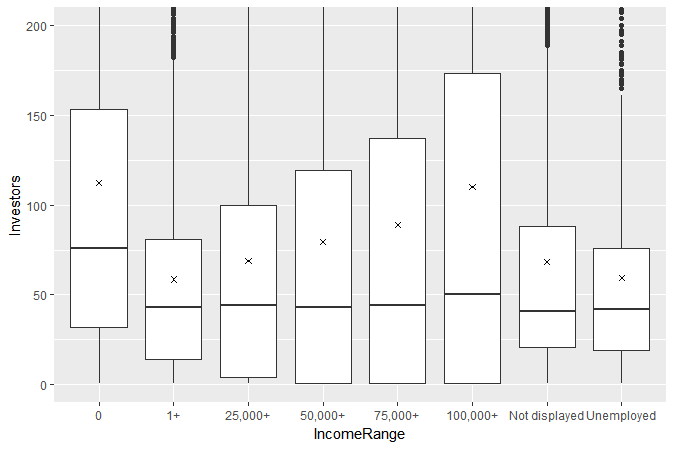 200
150
100
50
0
Investors
0 1+ 25,000+ 50,000+ 75,000+ 100,000+ Not displayed Unemployed
IncomeRange